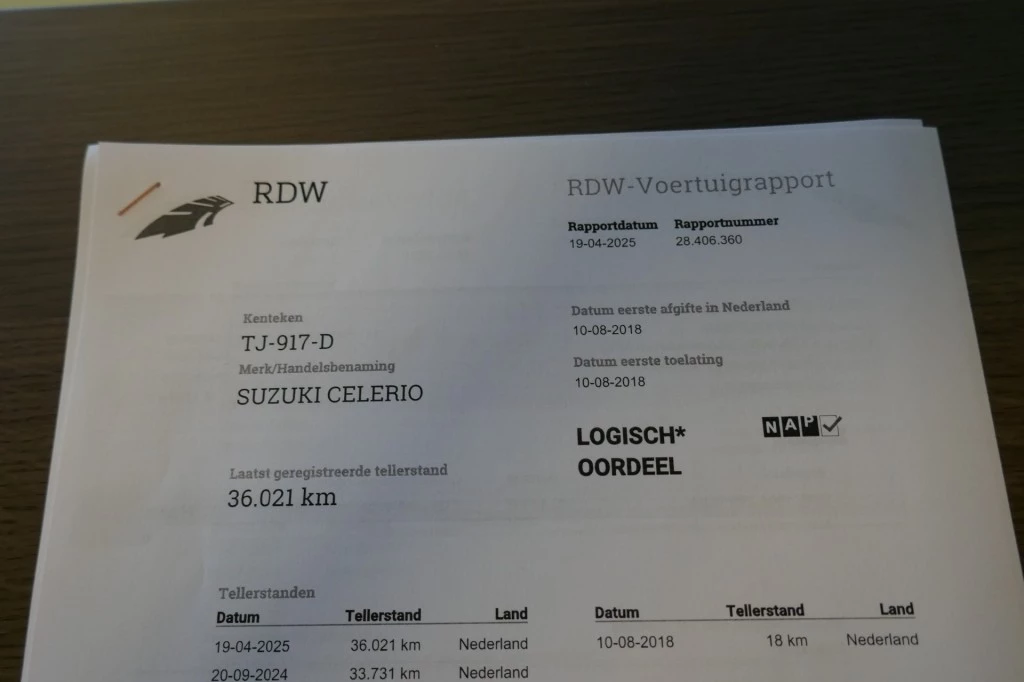 RDW
RDW-Voertuigrapport
Rapportdatum Rapportnummer
19-04-2025 28.406.360
Kenteken
TJ-917-D
Merk/Handelsbenaming
SUZUKI CELERIO
Datum eerste afgifte in Nederland
10-08-2018
Datum eerste toelating
10-08-2018
LOGISCH*
OORDEEL
NAP
Laatst geregistreerde tellerstand
36.021 km
Tellerstanden
Datum Tellerstand Land
19-04-2025 36.021 km Nederland
20-09-2024 33.731 km Nederland
Datum Tellerstand Land
10-08-2018 18 km Nederland